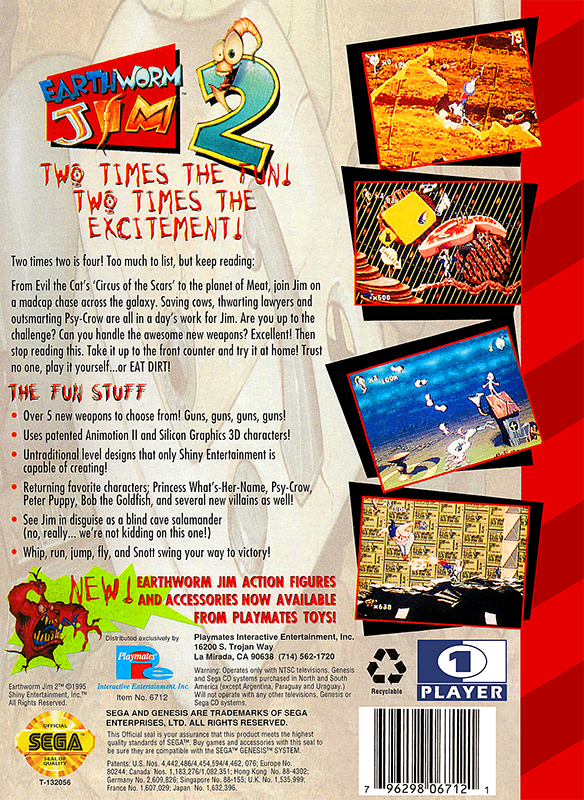 EARTHWORM
JIM 2
TWO TIMES THE FUN!
TWO TIMES THE
EXCITEMENT!
Two times two is four! Too much to list, but keep reading:
From Evil the Cat's 'Circus of the Scars' to the planet of Meat, join Jim on
a madcap chase across the galaxy. Saving cows, thwarting lawyers and
outsmarting Psy-Crow are all in a day's work for Jim. Are you up to the
challenge? Can you handle the awesome new weapons? Excellent! Then
stop reading this. Take it up to the front counter and try it at home! Trust
no one, play it yourself...or EAT DIRT!
THE FUN STUFF
• Over 5 new weapons to choose from! Guns, guns, guns, guns!
• Uses patented Animation II and Silicon Graphics 3D characters!
• Untraditional level designs that only Shiny Entertainment is
capable of creating!
• Returning favorite characters; Princess What's-Her-Name, Psy-Crow,
Peter Puppy, Bob the Goldfish, and several new villains as well!
• See Jim in disguise as a blind cave salamander
(no, really... we're not kidding on this one!)
• Whip, run, jump, fly, and Snott swing your way to victory!
NEW! EARTHWORM JIM ACTION FIGURES
AND ACCESSORIES NOW AVAILABLE
FROM PLAYMATES TOYS!
Distributed exclusively by
Playmates
Interactive Entertainment, Inc.
Item No. 6712
Playmates Interactive Entertainment, Inc.
16200 S. Trojan Way
La Mirada, CA 90638 (714) 562-1720
Warning: Operates only with NTSC televisions, Genesis
and Sega CD systems purchased in North and South
America (except Argentina, Paraguay and Uraguay.)
Will not operate with any other televisions, Genesis or
Sega CD systems.
Recyclable
1
PLAYER
Earthworm Jim 2™ ©1995
Shiny Entertainment, Inc.™
All Rights Reserved.
SEGA AND GENESIS ARE TRADEMARKS OF SEGA
ENTERPRISES, LTD. ALL RIGHTS RESERVED.
This Official seal is your assurance that this product meets the highest
quality standards of SEGA™. Buy games and accessories with this seal to
be sure they are compatible with the SEGA™ GENESIS™ SYSTEM.
Patents: U.S. Nos. 4,442,486/4,454,594/4,462,076; Europe No.
80244; Canada Nos. 1,183,276/1,082,351; Hong Kong No. 88-4302;
Germany No. 2,609,826; Singapore No. 88-155; U.K. No. 1,535,999;
France No. 1,607,029; Japan No. 1,632,396.
OFFICIAL
SEGA
SEAL OF
QUALITY
T-132056
7 96298 06712 1